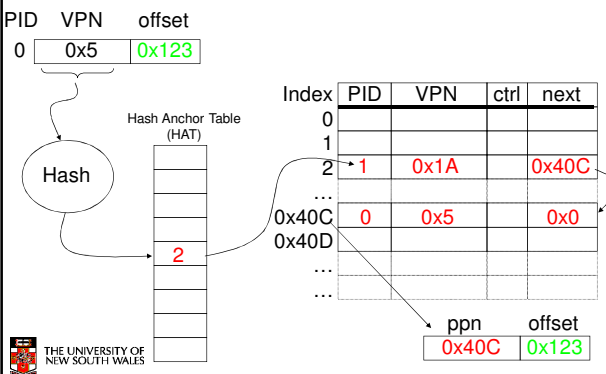 PID VPN offset
0 0x5 0x123
Hash
Hash Anchor Table
(HAT)
2
Index PID VPN ctrl next
0
1
2 1 0x1A 0x40C
...
0x40C 0 0x5 0x0
0x40D
...
...
ppn offset
0x40C 0x123
THE UNIVERSITY OF
NEW SOUTH WALES